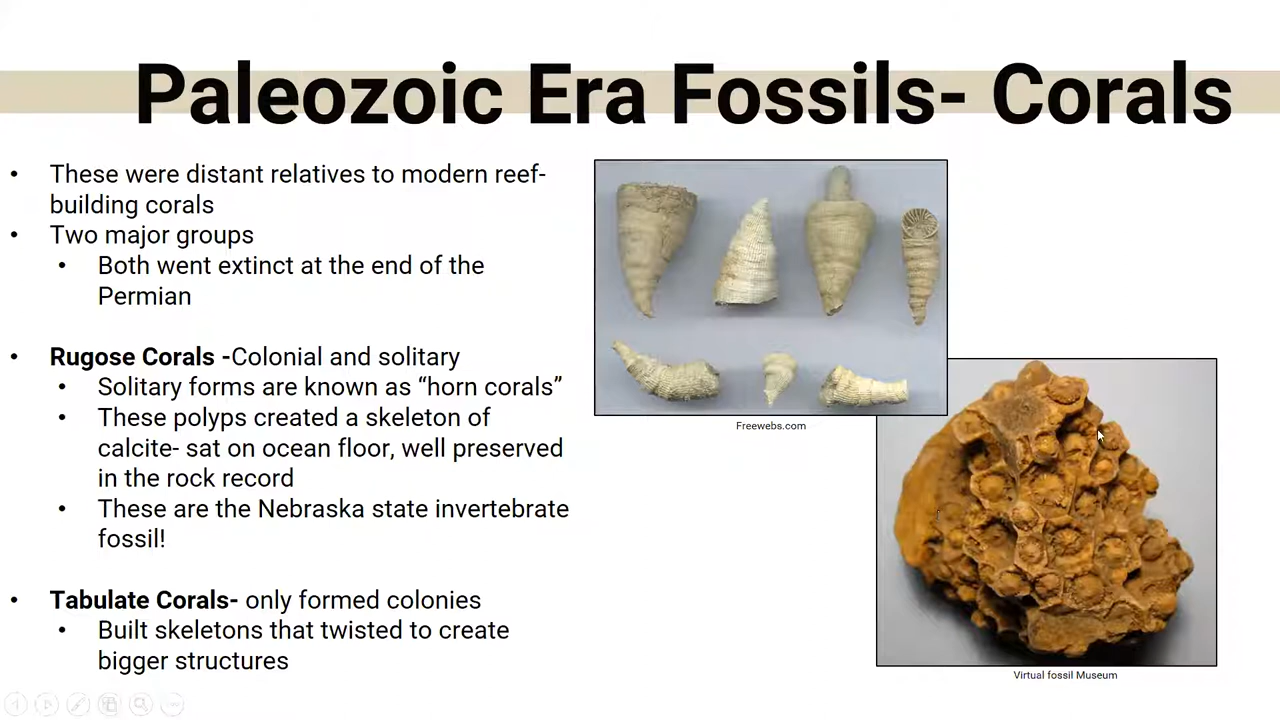 Paleozoic Era Fossils- Corals
• These were distant relatives to modern reef-
building corals
• Two major groups
• Both went extinct at the end of the
Permian
• Rugose Corals -Colonial and solitary
• Solitary forms are known as “horn corals”
• These polyps created a skeleton of
calcite- sat on ocean floor, well preserved
in the rock record
• These are the Nebraska state invertebrate
fossil!
• Tabulate Corals- only formed colonies
• Built skeletons that twisted to create
bigger structures
Freewebs.com
Virtual fossil Museum